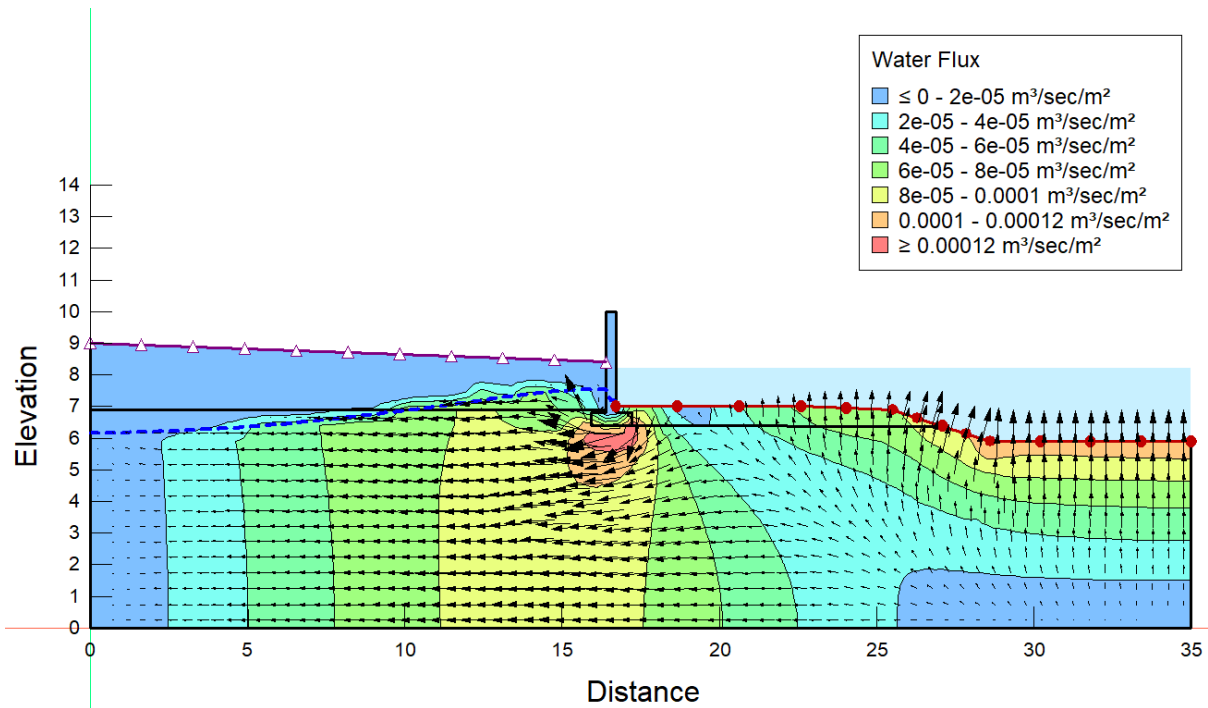 Water Flux
≤ 0 - 2e-05 m³/sec/m²
2e-05 - 4e-05 m³/sec/m²
4e-05 - 6e-05 m³/sec/m²
6e-05 - 8e-05 m³/sec/m²
8e-05 - 0.0001 m³/sec/m²
0.0001 - 0.00012 m³/sec/m²
≥ 0.00012 m³/sec/m²
Elevation
14
13
12
11
10
9
8
7
6
5
4
3
2
1
0
0 5 10 15 20 25 30 35
Distance